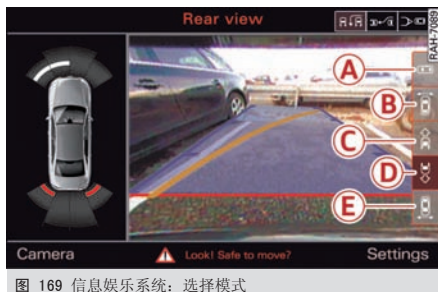 Rear view
RAH-7089
A
B
C
D
E
Camera
Look! Safe to move?
Settings
图 169 信息娱乐系统：选择模式